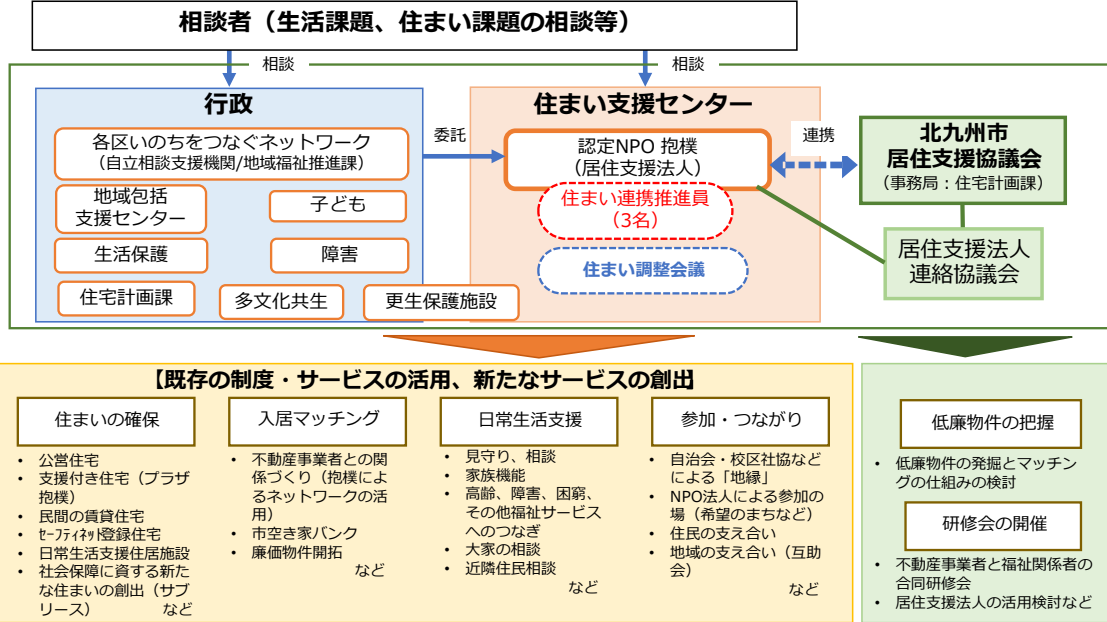 相談者（生活課題、住まい課題の相談等）
相談
相談
行政
各区いのちをつなぐネットワーク
（自立相談支援機関/地域福祉推進課）
地域包括
支援センター
子ども
生活保護
障害
住宅計画課
多文化共生
更生保護施設
委託
住まい支援センター
認定NPO 抱樸
（居住支援法人）
住まい連携推進員
（3名）
住まい調整会議
連携
北九州市
居住支援協議会
（事務局：住宅計画課）
居住支援法人
連絡協議会
【既存の制度・サービスの活用、新たなサービスの創出】
住まいの確保
• 公営住宅
• 支援付き住宅（プラザ
抱樸）
• 民間の賃貸住宅
• ｾｰﾌﾃｨﾈｯﾄ登録住宅
• 日常生活支援住居施設
• 社会保障に資する新た
な住まいの創出（サブ
リース） など
入居マッチング
• 不動産事業者との関
係づくり（抱樸によ
るネットワークの活
用）
• 市空き家バンク
• 廉価物件開拓
など
日常生活支援
• 見守り、相談
• 家族機能
• 高齢、障害、困窮、
その他福祉サービス
へのつなぎ
• 大家の相談
• 近隣住民相談
など
参加・つながり
• 自治会・校区社協など
による「地縁」
• NPO法人による参加の
場（希望のまちなど）
• 住民の支え合い
• 地域の支え合い（互助
会）
など
低廉物件の把握
• 低廉物件の発掘とマッチン
グの仕組みの検討
研修会の開催
• 不動産事業者と福祉関係者の
合同研修会
• 居住支援法人の活用検討など